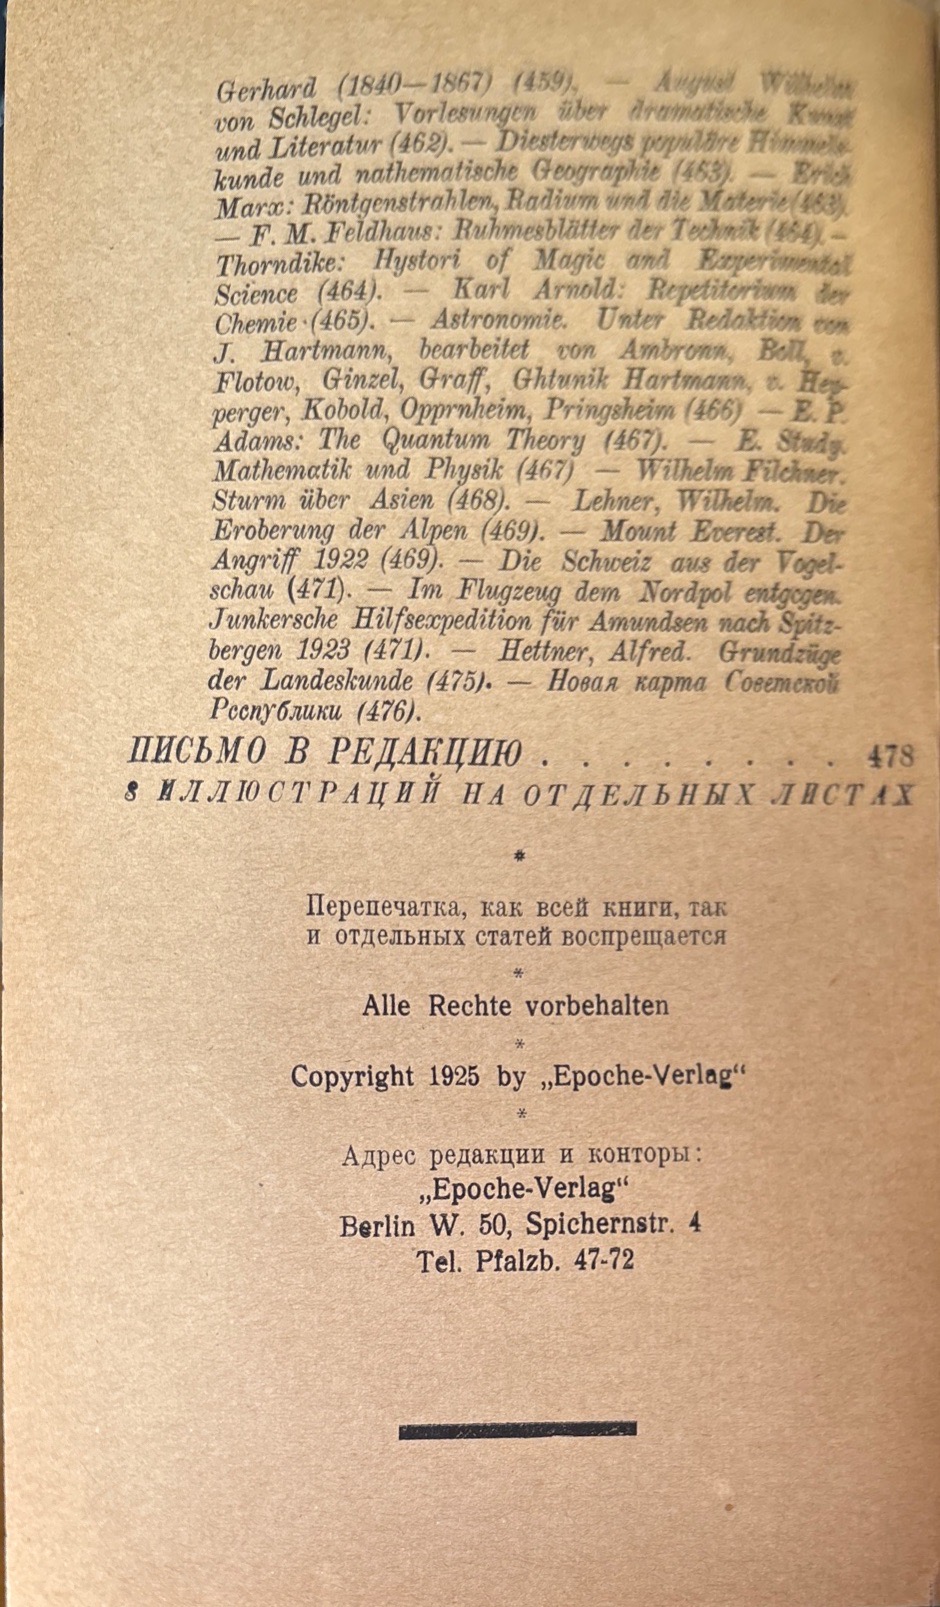 Gerhard (1840—1867) (459). — August Wilhelm
von Schlegel: Vorlesungen über dramatische Kunst
und Literatur (462). — Diesterwegs populäre Himmels-
kunde und nathematische Geographie (463). — Erich
Marx: Röntgenstrahlen, Radium und die Materie (463).
— F. M. Feldhaus: Ruhmesblätter der Technik (464). —
Thorndike: Hystori of Magic and Experimental
Science (464). — Karl Arnold: Repetitorium der
Chemie (465). — Astronomie. Unter Redaktion von
J. Hartmann, bearbeitet von Ambronn, Boll, v.
Flotow, Ginzel, Graff, Ghtunik Hartmann, v. Hep-
perger, Kobold, Opprnheim, Pringsheim (466) — E. P.
Adams: The Quantum Theory (467). — E. Study.
Mathematik und Physik (467) — Wilhelm Filchner.
Sturm über Asien (468). — Lehner, Wilhelm. Die
Eroberung der Alpen (469). — Mount Everest. Der
Angriff 1922 (469). — Die Schweiz aus der Vogel-
schau (471). — Im Flugzeug dem Nordpol entgegen.
Junkersche Hilfsexpedition für Amundsen nach Spitz-
bergen 1923 (471). — Hettner, Alfred. Grundzüge
der Landeskunde (475). — Новая карта Советской
Республики (476).
ПИСЬМО В РЕДАКЦИЮ . . . . . . . . 478
8 ИЛЛЮСТРАЦИЙ НА ОТДЕЛЬНЫХ ЛИСТАХ
*
Перепечатка, как всей книги, так
и отдельных статей воспрещается
*
Alle Rechte vorbehalten
*
Copyright 1925 by „Epoche-Verlag“
*
Адрес редакции и конторы:
„Epoche-Verlag“
Berlin W. 50, Spichernstr. 4
Tel. Pfalzb. 47-72